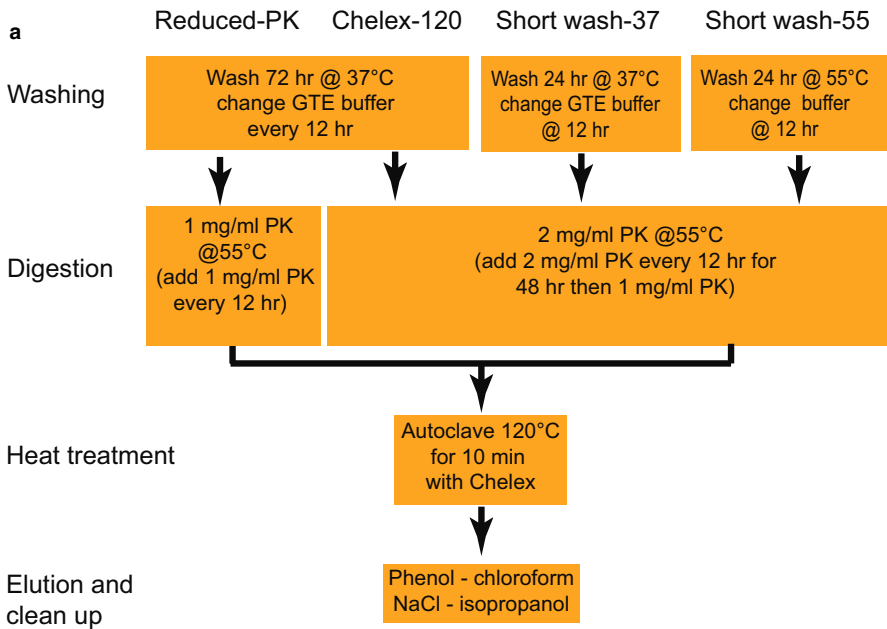 a
Reduced-PK Chelex-120 Short wash-37 Short wash-55
Washing
Wash 72 hr @ 37°C
change GTE buffer
every 12 hr
Wash 24 hr @ 37°C
change GTE buffer
@ 12 hr
Wash 24 hr @ 55°C
change buffer
@ 12 hr
Digestion
1 mg/ml PK
@55°C
(add 1 mg/ml PK
every 12 hr)
2 mg/ml PK @55°C
(add 2 mg/ml PK every 12 hr for
48 hr then 1 mg/ml PK)
Heat treatment
Autoclave 120°C
for 10 min
with Chelex
Elution and
clean up
Phenol - chloroform
NaCl - isopropanol